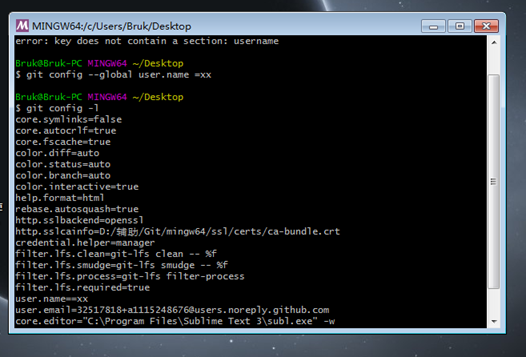 MINGW64:/c/Users/Bruk/Desktop
error: key does not contain a section: username
Bruk@Bruk-PC MINGW64 ~/Desktop
$ git config --global user.name =xx
Bruk@Bruk-PC MINGW64 ~/Desktop
$ git config -l
core.symlinks=false
core.autocrlf=true
core.fscache=true
color.diff=auto
color.status=auto
color.branch=auto
color.interactive=true
help.format=html
rebase.autosquash=true
http.sslbackend=openssl
http.sslcainfo=D:/辅助/Git/mingw64/ssl/certs/ca-bundle.crt
credential.helper=manager
filter.lfs.clean=git-lfs clean -- %f
filter.lfs.smudge=git-lfs smudge -- %f
filter.lfs.process=git-lfs filter-process
filter.lfs.required=true
user.name==xx
user.email=32517818+a1115248676@users.noreply.github.com
core.editor="C:\Program Files\Sublime Text 3\subl.exe" -w